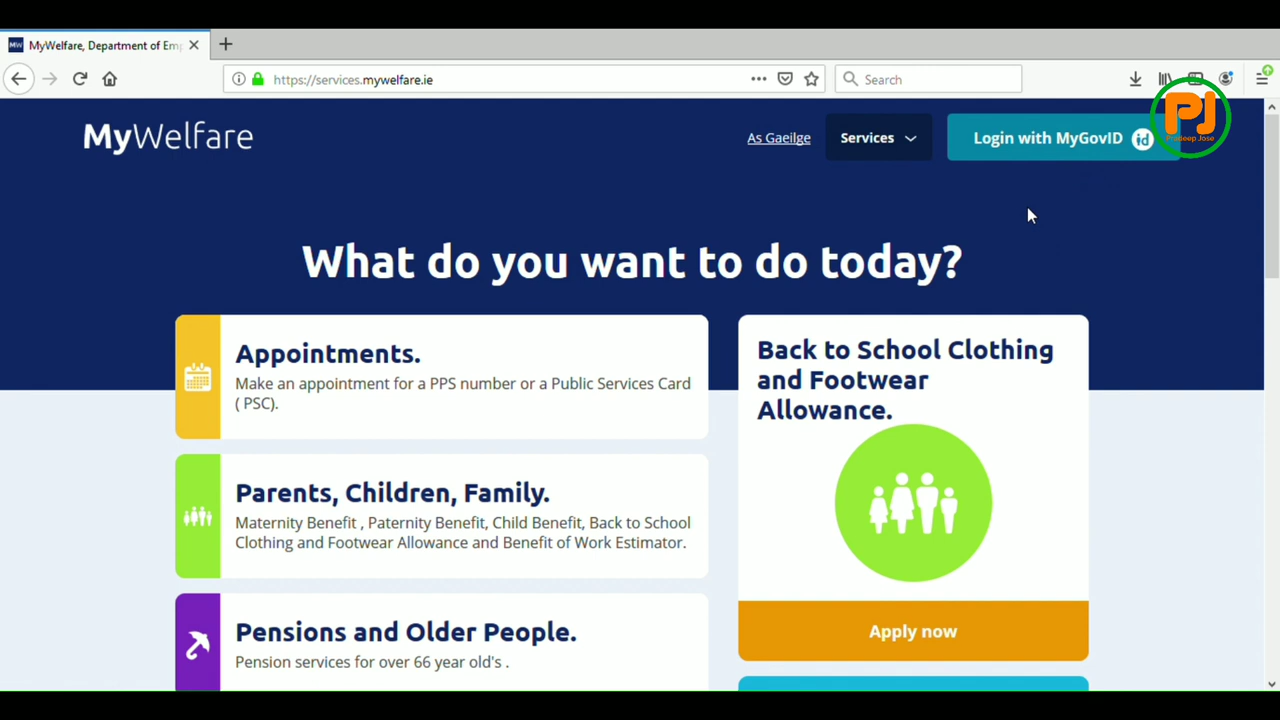 MW MyWelfare, Department of Emp
https://services.mywelfare.ie
Search
MyWelfare
As Gaeilge
Services
Login with MyGovID id
PJ
Pradeep Jose
What do you want to do today?
Appointments.
Make an appointment for a PPS number or a Public Services Card
( PSC).
Parents, Children, Family.
Maternity Benefit , Paternity Benefit, Child Benefit, Back to School
Clothing and Footwear Allowance and Benefit of Work Estimator.
Pensions and Older People.
Pension services for over 66 year old's .
Back to School Clothing
and Footwear
Allowance.
Apply now